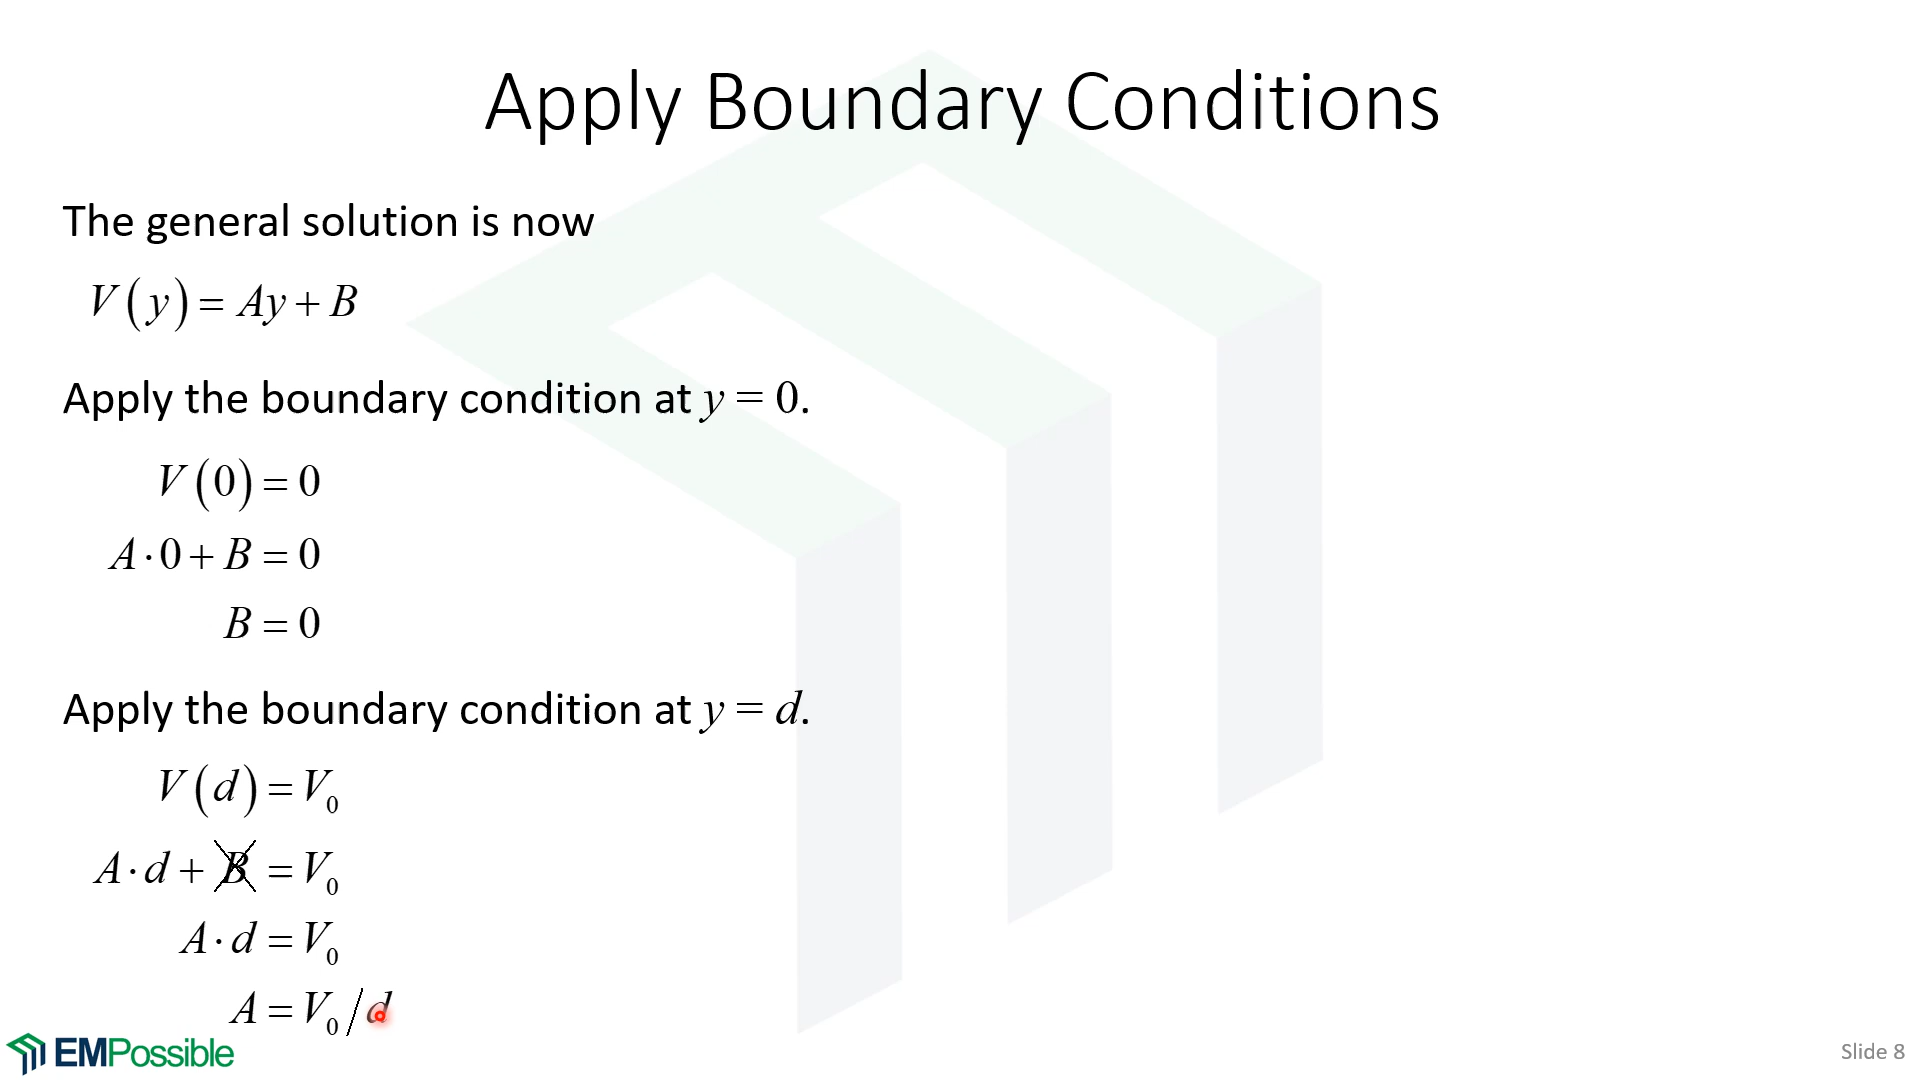 Apply Boundary Conditions
The general solution is now
V(y) = Ay + B
Apply the boundary condition at y = 0.
V(0) = 0
A·0 + B = 0
B = 0
Apply the boundary condition at y = d.
V(d) = V₀
A·d + B = V₀
A·d = V₀
A = V₀/d
EMPossible
Slide 8